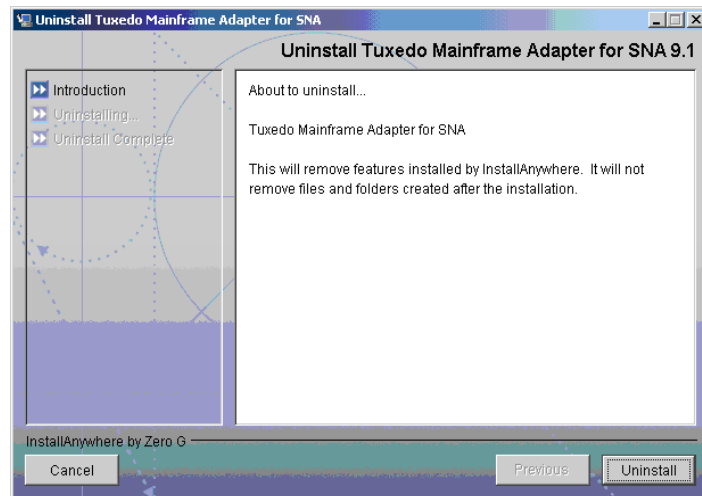 Uninstall Tuxedo Mainframe Adapter for SNA
Uninstall Tuxedo Mainframe Adapter for SNA 9.1
Introduction
Uninstalling...
Uninstall Complete
About to uninstall...
Tuxedo Mainframe Adapter for SNA
This will remove features installed by InstallAnywhere. It will not
remove files and folders created after the installation.
InstallAnywhere by Zero G
Cancel
Previous
Uninstall